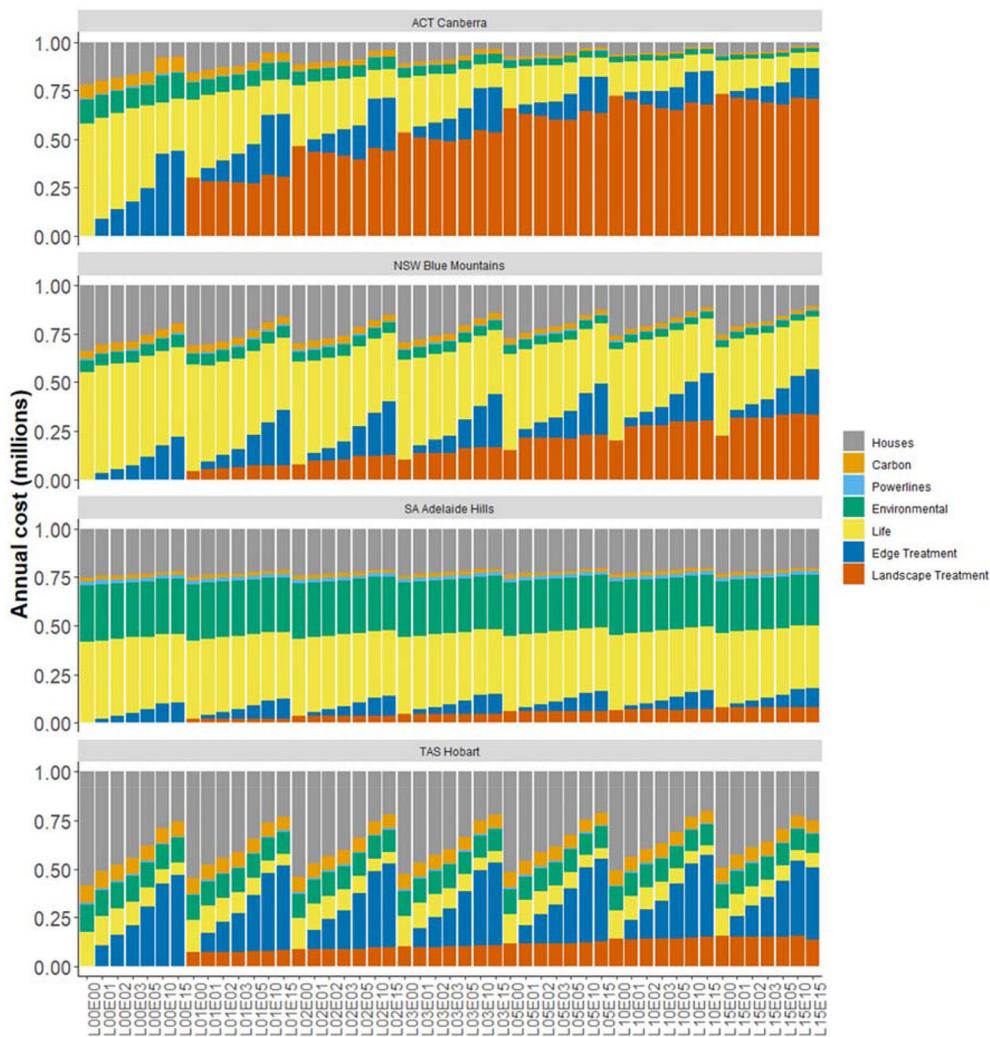 ACT Canberra
1.00
0.75
0.50
0.25
0.00
NSW Blue Mountains
1.00
0.75
0.50
0.25
0.00
SA Adelaide Hills
1.00
0.75
0.50
0.25
0.00
TAS Hobart
1.00
0.75
0.50
0.25
0.00
Annual cost (millions)
L00E00
L00E01
L00E02
L00E03
L00E05
L00E10
L00E15
L01E00
L01E01
L01E02
L01E03
L01E05
L01E10
L01E15
L02E00
L02E01
L02E02
L02E03
L02E05
L02E10
L02E15
L03E00
L03E01
L03E02
L03E03
L03E05
L03E10
L03E15
L05E00
L05E01
L05E02
L05E03
L05E05
L05E10
L05E15
L10E00
L10E01
L10E02
L10E03
L10E05
L10E10
L10E15
L15E00
L15E01
L15E02
L15E03
L15E05
L15E10
L15E15
Houses
Carbon
Powerlines
Environmental
Life
Edge Treatment
Landscape Treatment